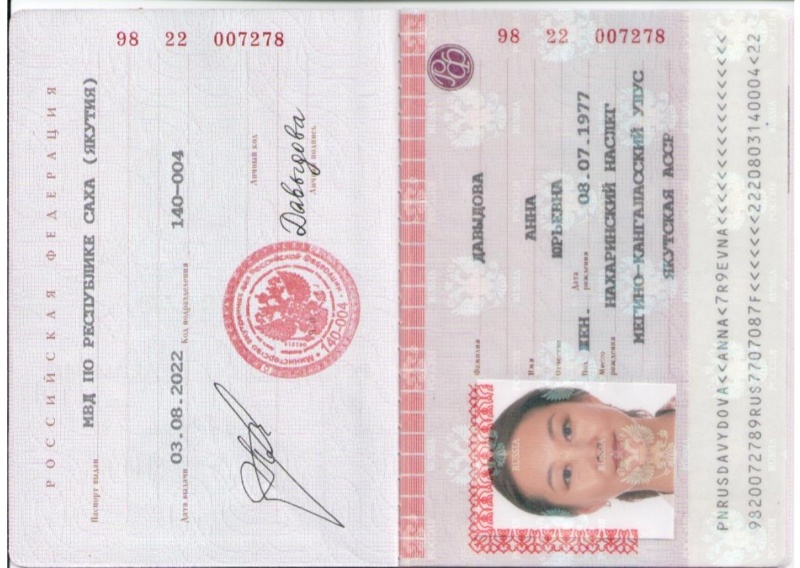 РОССИЙСКАЯ ФЕДЕРАЦИЯ
Паспорт выдан
МВД ПО РЕСПУБЛИКЕ САХА (ЯКУТИЯ)
Дата выдачи 03.08.2022 Код подразделения 140-004
Личный код
Давыдова
Личная подпись
140-004
98 22 007278
98 22 007278
РФ
Фамилия ДАВЫДОВА
Имя АННА
Отчество ЮРЬЕВНА
Пол ЖЕН. Дата рождения 08.07.1977
Место рождения НАХАРИНСКИЙ НАСЛЕГ
МЕГИНО-КАНГАЛАССКИЙ УЛУС
ЯКУТСКАЯ АССР
PNRUSDAVYDOVA<<ANNA<7R9EVNA<<<<<<<<<<<<<<<<<
9820072789RUS7707087F<<<<<<<2220803140004<22